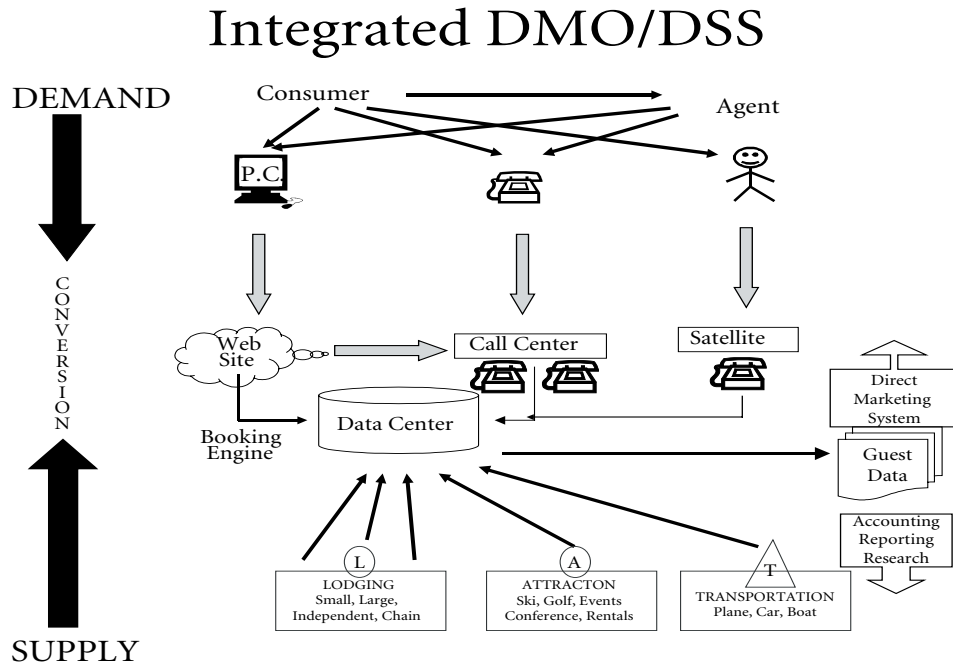 Integrated DMO/DSS
DEMAND
Consumer
Agent
P.C.
CONVERSION
Web
Site
Call Center
Satellite
Booking
Engine
Data Center
Direct
Marketing
System
Guest
Data
Accounting
Reporting
Research
L
LODGING
Small, Large,
Independent, Chain
A
ATTRACTON
Ski, Golf, Events
Conference, Rentals
T
TRANSPORTATION
Plane, Car, Boat
SUPPLY